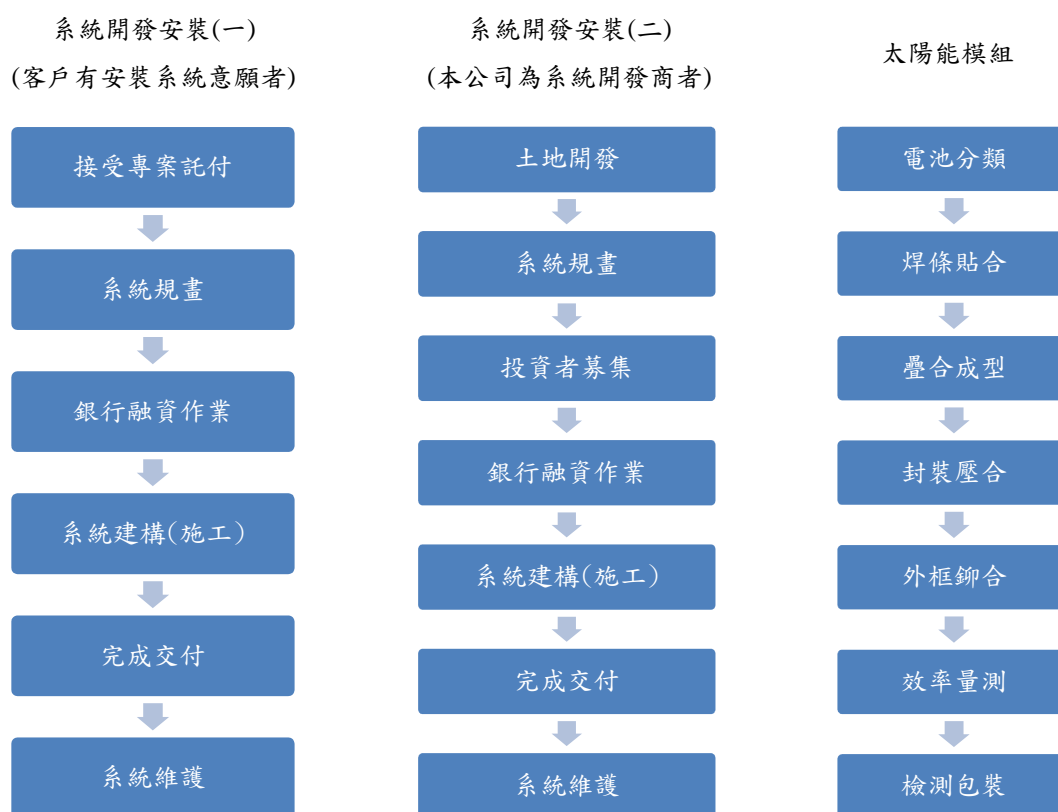 系統開發安裝(一)
(客戶有安裝系統意願者)
接受專案託付
系統規畫
銀行融資作業
系統建構(施工)
完成交付
系統維護
系統開發安裝(二)
(本公司為系統開發商者)
土地開發
系統規畫
投資者募集
銀行融資作業
系統建構(施工)
完成交付
系統維護
太陽能模組
電池分類
焊條貼合
疊合成型
封裝壓合
外框鉚合
效率量測
檢測包裝